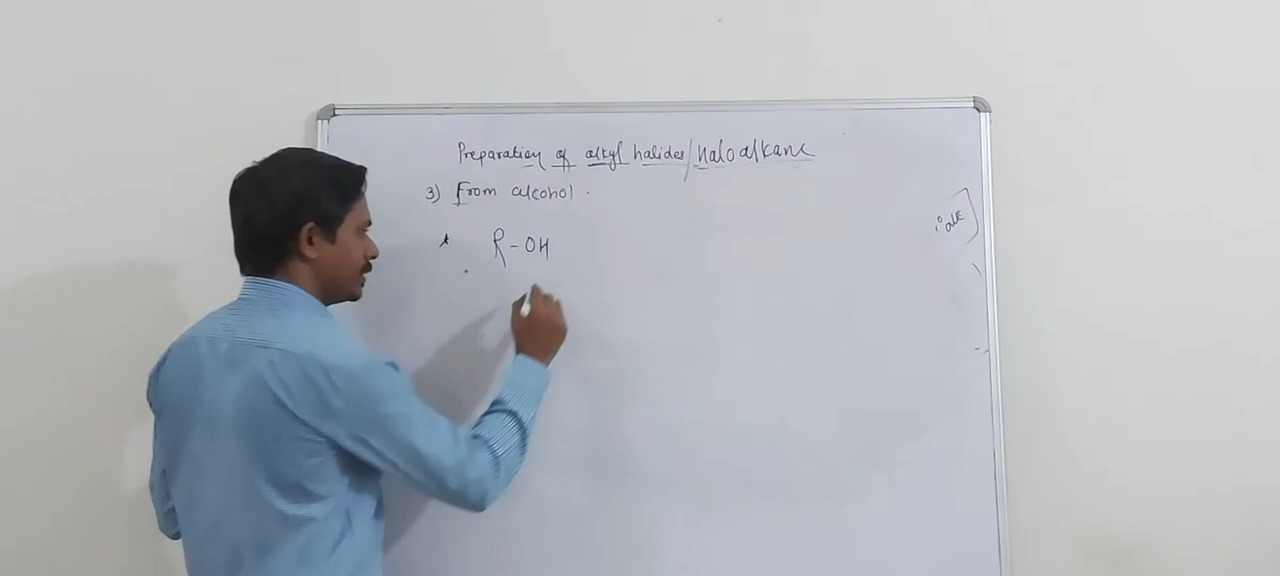 Preparation of alkyl halides/Haloalkane
3) From alcohol.
* R-OH